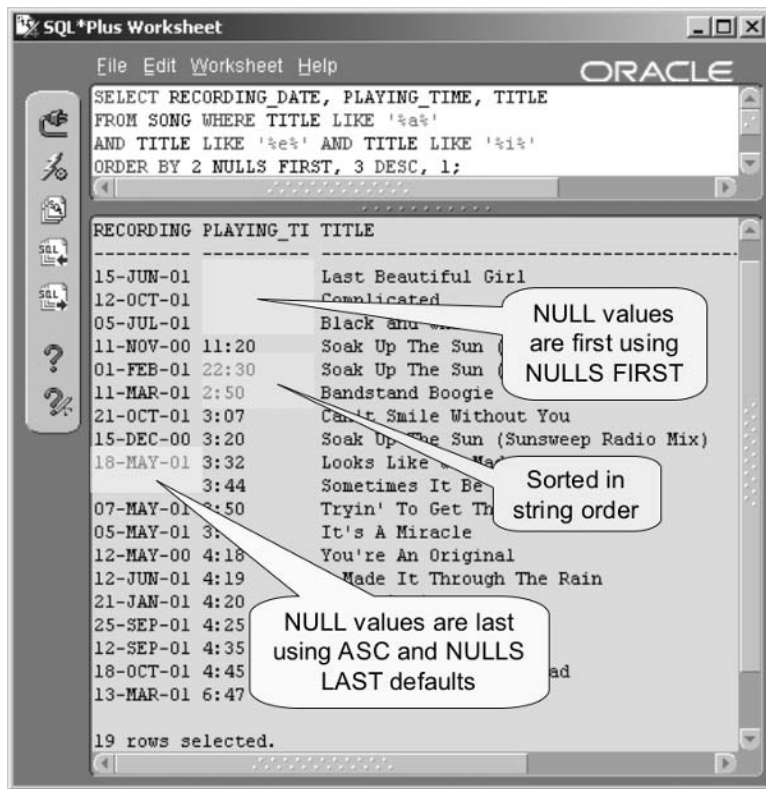 SQL*Plus Worksheet
File Edit Worksheet Help
ORACLE
SELECT RECORDING_DATE, PLAYING_TIME, TITLE
FROM SONG WHERE TITLE LIKE '%a%'
AND TITLE LIKE '%e%' AND TITLE LIKE '%i%'
ORDER BY 2 NULLS FIRST, 3 DESC, 1;
RECORDING PLAYING_TI TITLE
15-JUN-01 Last Beautiful Girl
12-OCT-01 Complicated
05-JUL-01 Black and
11-NOV-00 11:20 Soak Up The Sun (
01-FEB-01 22:30 Soak Up The Sun (
11-MAR-01 2:50 Bandstand Boogie
21-OCT-01 3:07 Can't Smile Without You
15-DEC-00 3:20 Soak Up The Sun (Sunsweep Radio Mix)
18-MAY-01 3:32 Looks Like
3:44 Sometimes It Be
07-MAY-01 3:50 Tryin' To Get
05-MAY-01 It's A Miracle
12-MAY-00 4:18 You're An Original
12-JUN-01 4:19 Made It Through The Rain
21-JAN-01 4:20
25-SEP-01 4:25
12-SEP-01 4:35
18-OCT-01 4:45 ad
13-MAR-01 6:47
19 rows selected.
NULL values
are first using
NULLS FIRST
Sorted in
string order
NULL values are last
using ASC and NULLS
LAST defaults